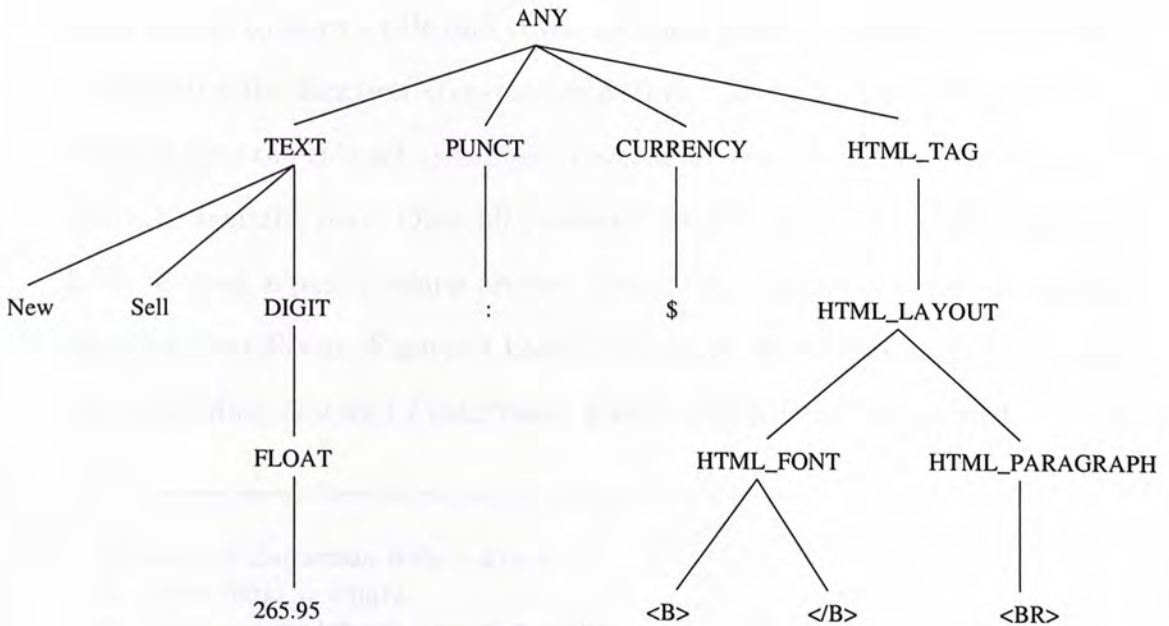 ANY
TEXT PUNCT CURRENCY HTML_TAG
New Sell DIGIT : $ HTML_LAYOUT
FLOAT HTML_FONT HTML_PARAGRAPH
265.95 <B> </B> <BR>